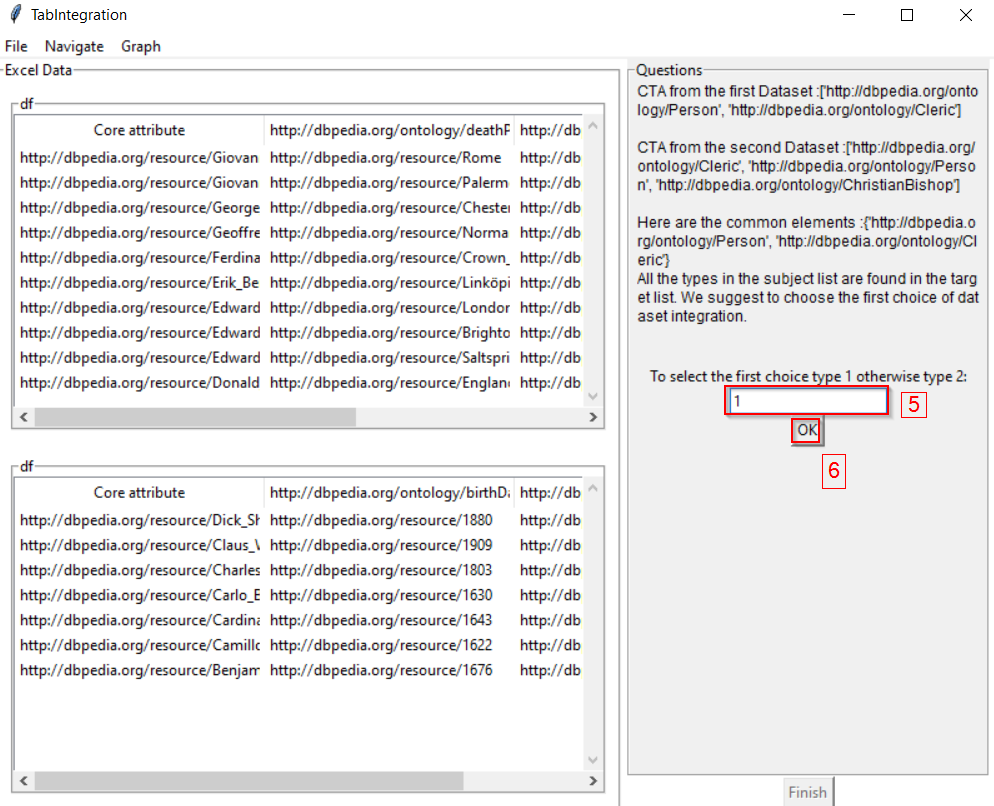 TabIntegration
File Navigate Graph
Excel Data
df
Core attribute http://dbpedia.org/ontology/deathP http://db
http://dbpedia.org/resource/Giovan http://dbpedia.org/resource/Rome http://db
http://dbpedia.org/resource/Giovan http://dbpedia.org/resource/Palerm http://db
http://dbpedia.org/resource/George http://dbpedia.org/resource/Chester http://db
http://dbpedia.org/resource/Geoffre http://dbpedia.org/resource/Norma http://db
http://dbpedia.org/resource/Ferdina http://dbpedia.org/resource/Crown_ http://db
http://dbpedia.org/resource/Erik_Be http://dbpedia.org/resource/Linköpi http://db
http://dbpedia.org/resource/Edward http://dbpedia.org/resource/London http://db
http://dbpedia.org/resource/Edward http://dbpedia.org/resource/Brighto http://db
http://dbpedia.org/resource/Edward http://dbpedia.org/resource/Saltspri http://db
http://dbpedia.org/resource/Donald http://dbpedia.org/resource/England http://db
df
Core attribute http://dbpedia.org/ontology/birthDa http://db
http://dbpedia.org/resource/Dick_Sh http://dbpedia.org/resource/1880 http://db
http://dbpedia.org/resource/Claus_V http://dbpedia.org/resource/1909 http://db
http://dbpedia.org/resource/Charles http://dbpedia.org/resource/1803 http://db
http://dbpedia.org/resource/Carlo_E http://dbpedia.org/resource/1630 http://db
http://dbpedia.org/resource/Cardina http://dbpedia.org/resource/1643 http://db
http://dbpedia.org/resource/Camillo http://dbpedia.org/resource/1622 http://db
http://dbpedia.org/resource/Benjam http://dbpedia.org/resource/1676 http://db
Questions
CTA from the first Dataset :['http://dbpedia.org/onto
logy/Person', 'http://dbpedia.org/ontology/Cleric']
CTA from the second Dataset :['http://dbpedia.org/
ontology/Cleric', 'http://dbpedia.org/ontology/Perso
n', 'http://dbpedia.org/ontology/ChristianBishop']
Here are the common elements :{'http://dbpedia.o
rg/ontology/Person', 'http://dbpedia.org/ontology/Cl
eric'}
All the types in the subject list are found in the targ
et list. We suggest to choose the first choice of dat
aset integration.
To select the first choice type 1 otherwise type 2:
1
5
OK
6
Finish